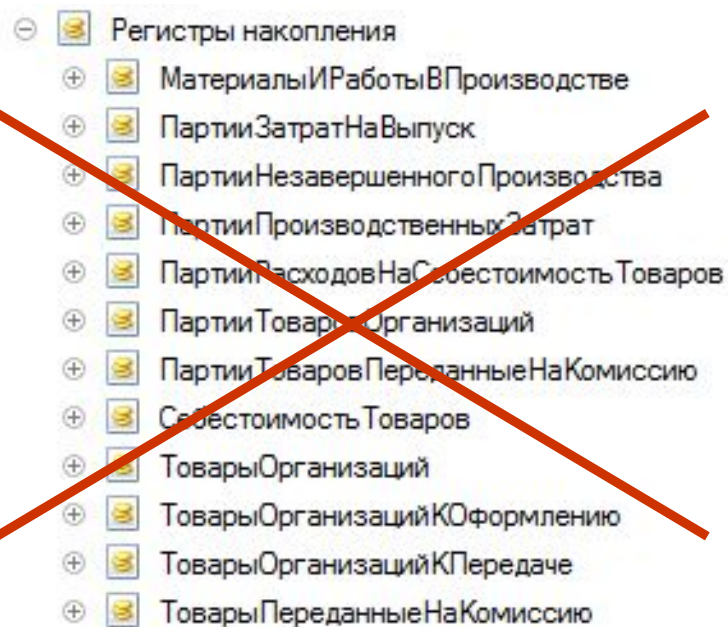 Регистры накопления
МатериалыИРаботыВПроизводстве
ПартииЗатратНаВыпуск
ПартииНезавершенногоПроизводства
ПартииПроизводственныхЗатрат
ПартииРасходовНаСебестоимостьТоваров
ПартииТоваровОрганизаций
ПартииТоваровПереданныеНаКомиссию
СебестоимостьТоваров
ТоварыОрганизаций
ТоварыОрганизацийКОформлению
ТоварыОрганизацийКПередаче
ТоварыПереданныеНаКомиссию